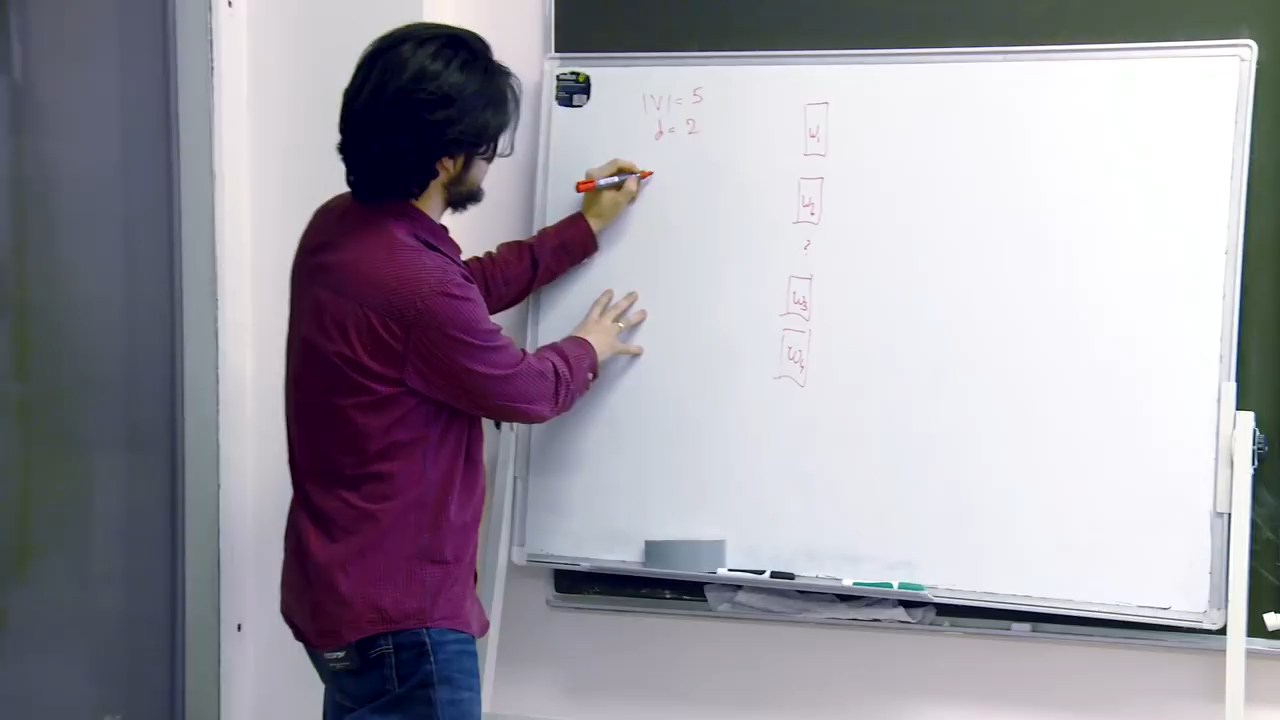 |V| = 5
d = 2
w₁
w₂
?
w₃
w₄